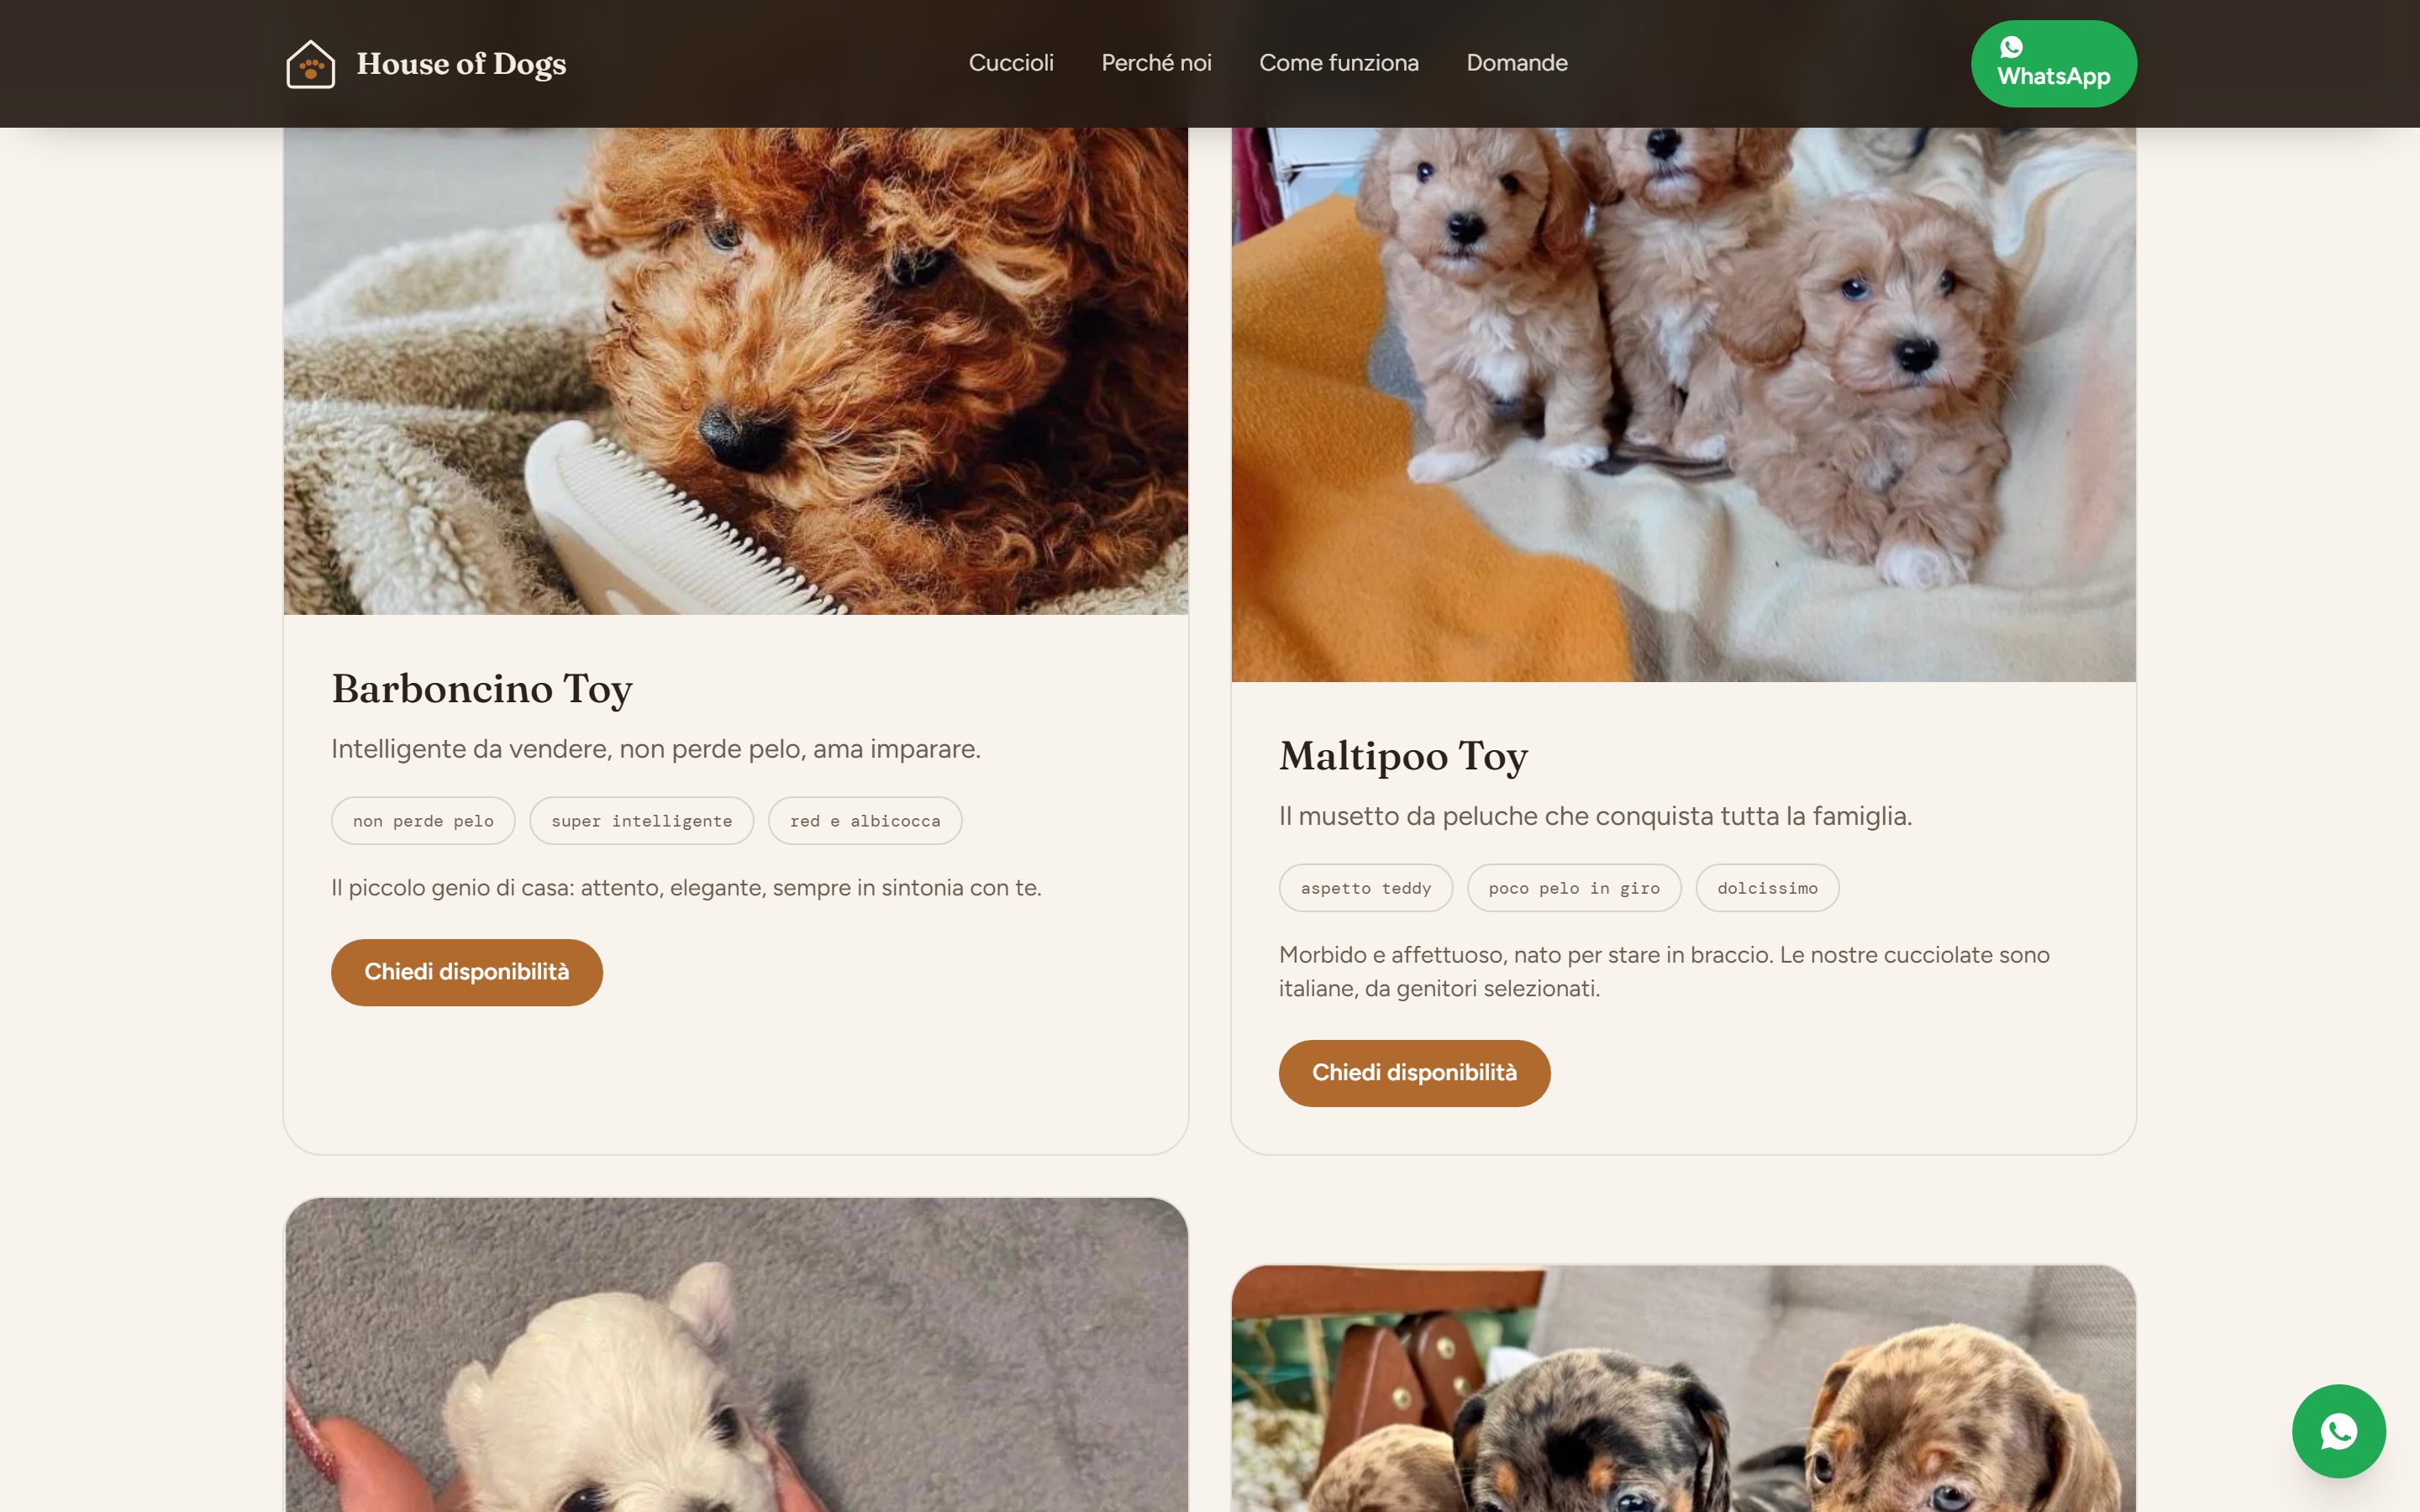 House of Dogs
Cuccioli
Perché noi
Come funziona
Domande
WhatsApp
Barboncino Toy
Intelligente da vendere, non perde pelo, ama imparare.
non perde pelo
super intelligente
red e albicocca
Il piccolo genio di casa: attento, elegante, sempre in sintonia con te.
Chiedi disponibilità
Maltipoo Toy
Il musetto da peluche che conquista tutta la famiglia.
aspetto teddy
poco pelo in giro
dolcissimo
Morbido e affettuoso, nato per stare in braccio. Le nostre cucciolate sono
italiane, da genitori selezionati.
Chiedi disponibilità